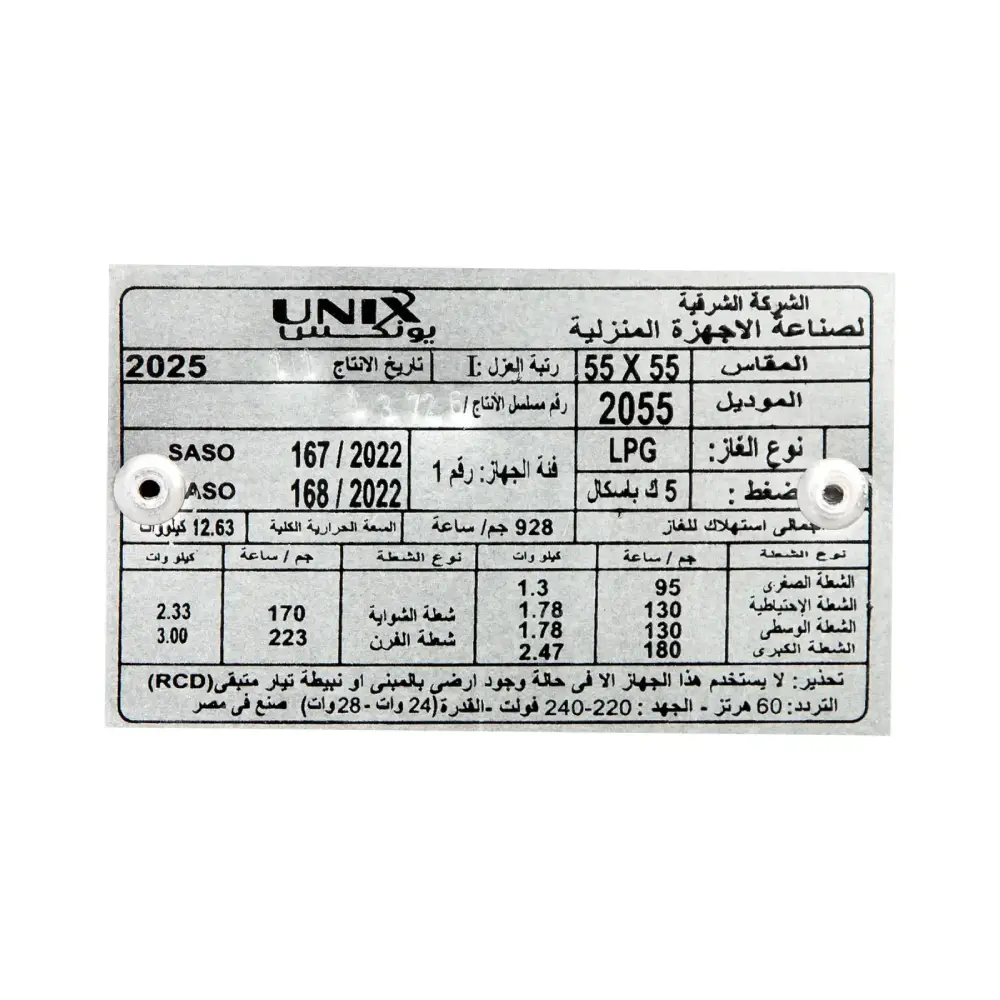 الشركة الشرقية
لصناعة الاجهزة المنزلية
UNIX
يونكس
المقاس 55 X 55 رتبة العزل : I تاريخ الانتاج 2025
الموديل 2055 رقم مسلسل الأنتاج /
نوع الغاز: LPG فئة الجهاز: رقم 1 SASO 167 / 2022
ضغط : 5 ك باسكال 168 / 2022
استهلاك للغاز 928 جم/ ساعة السعة الحرارية الكلية 12.63 كيلووات
نوع الشعلة جم / ساعة كيلو وات نوع الشعلة جم / ساعة كيلو وات
الشعلة الصغرى 95 1.3
الشعلة الإحتياطية 130 1.78 شعلة الشواية 170 2.33
الشعلة الوسطى 130 1.78 شعلة الفرن 223 3.00
الشعلة الكبرى 180 2.47
تحذير: لا يستخدم هذا الجهاز الا فى حالة وجود ارضي بالمبنى او نبيطة تيار متبقى(RCD)
التردد: 60 هرتز - الجهد : 220-240 فولت -القدرة(24 وات -28وات) صنع فى مصر